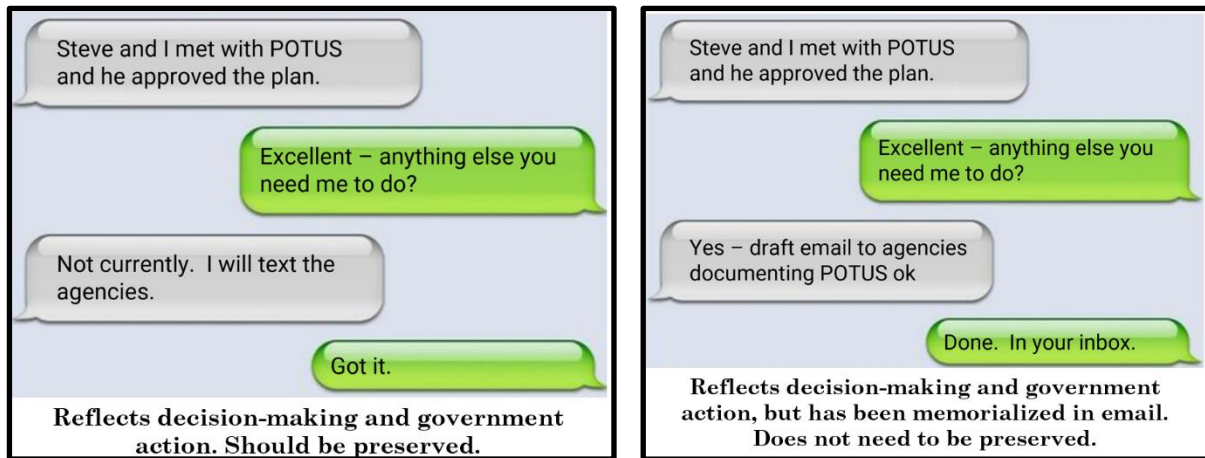 Steve and I met with POTUS
and he approved the plan.
Excellent – anything else you
need me to do?
Not currently.  I will text the
agencies.
Got it.
Reflects decision-making and government
action. Should be preserved.
Steve and I met with POTUS
and he approved the plan.
Excellent – anything else you
need me to do?
Yes – draft email to agencies
documenting POTUS ok
Done.  In your inbox.
Reflects decision-making and government
action, but has been memorialized in email.
Does not need to be preserved.